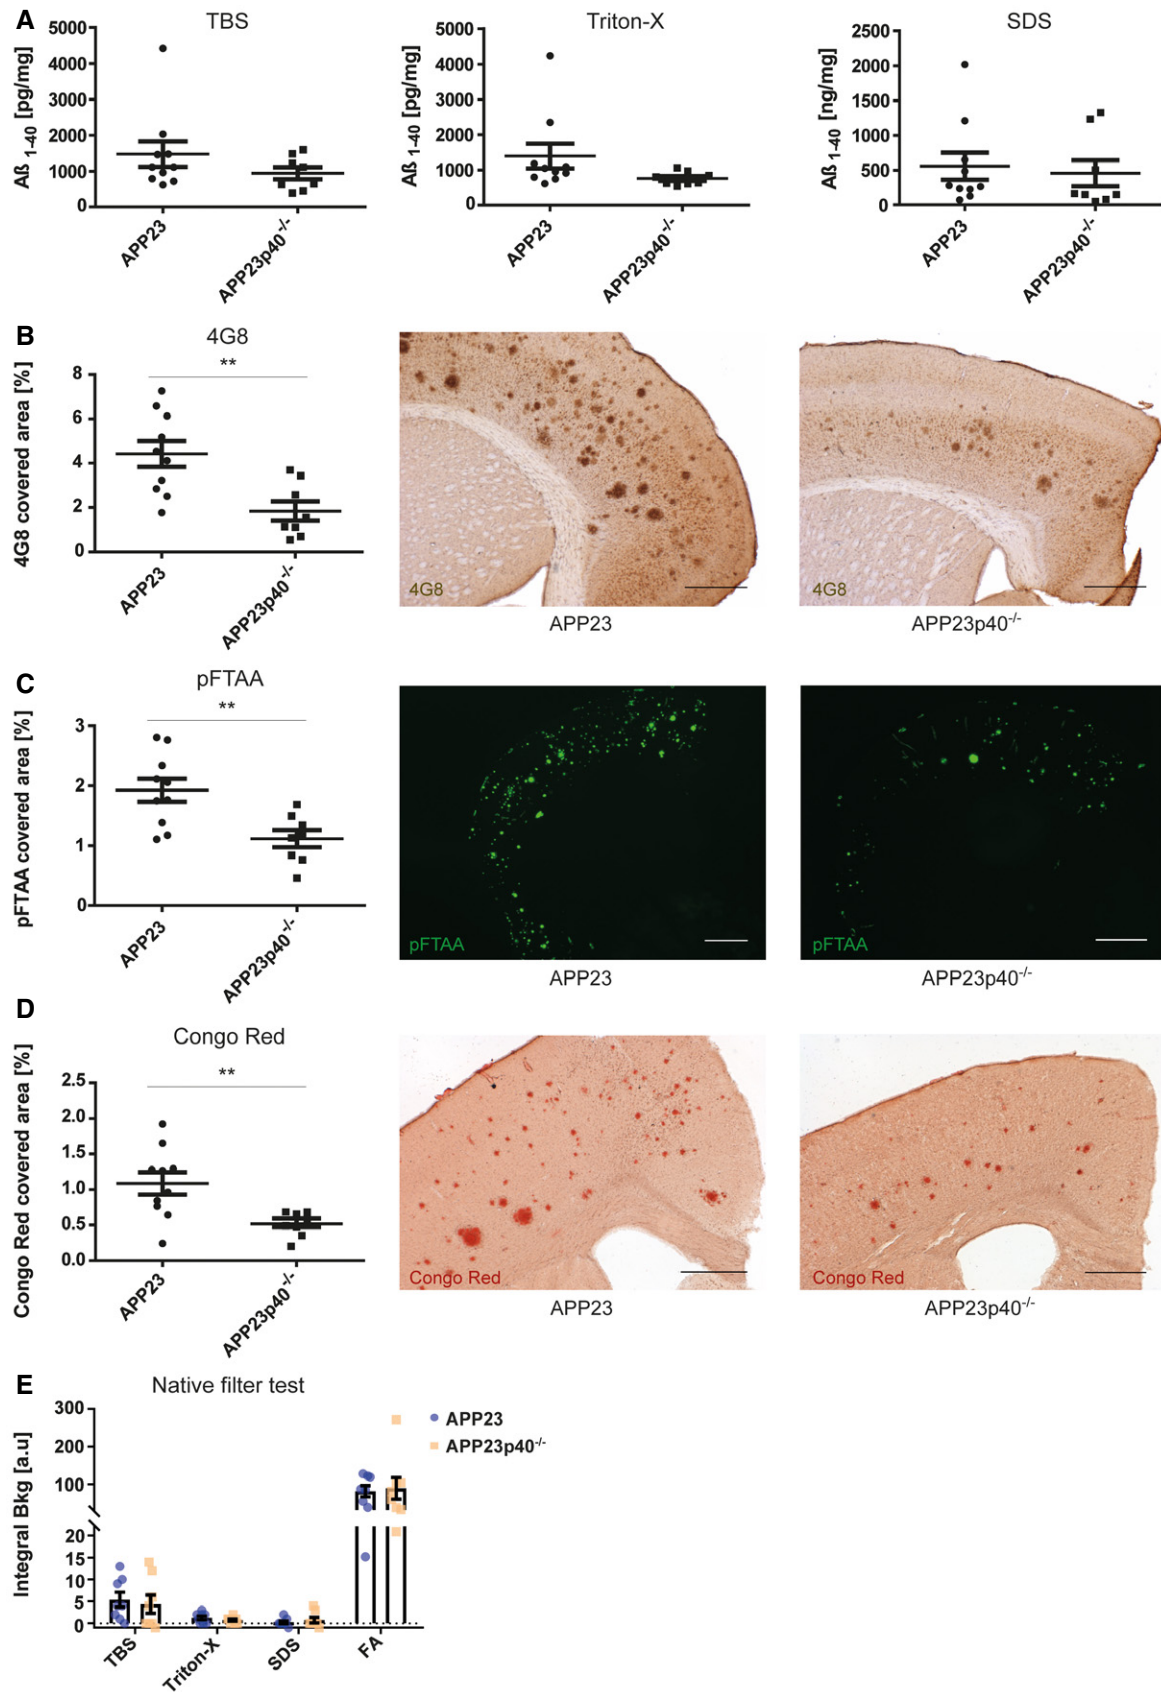 A
TBS
Aß 1-40 [pg/mg]
5000
4000
3000
2000
1000
0
APP23
APP23p40-/-
Triton-X
Aß 1-40 [pg/mg]
5000
4000
3000
2000
1000
0
APP23
APP23p40-/-
SDS
Aß 1-40 [ng/mg]
2500
2000
1500
1000
500
0
APP23
APP23p40-/-
B
4G8
**
4G8 covered area [%]
8
6
4
2
0
APP23
APP23p40-/-
4G8
APP23
4G8
APP23p40-/-
C
pFTAA
**
pFTAA covered area [%]
3
2
1
0
APP23
APP23p40-/-
pFTAA
APP23
pFTAA
APP23p40-/-
D
Congo Red
**
Congo Red covered area [%]
2.5
2.0
1.5
1.0
0.5
0.0
APP23
APP23p40-/-
Congo Red
APP23
Congo Red
APP23p40-/-
E
Native filter test
Integral Bkg [a.u]
300
200
100
20
15
10
5
0
TBS
Triton-X
SDS
FA
APP23
APP23p40-/-